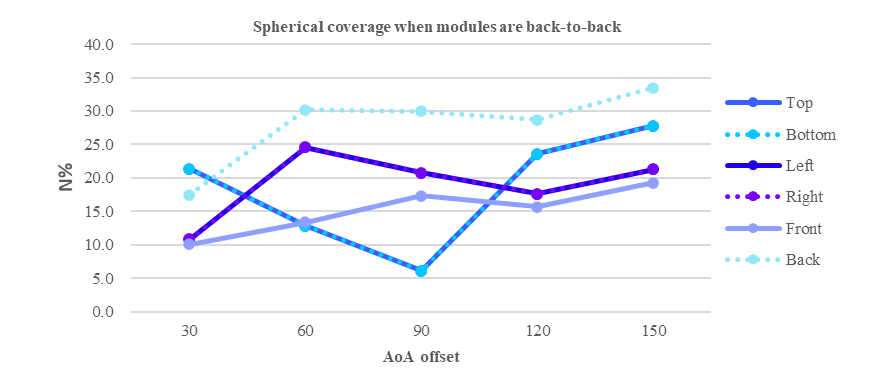 Spherical coverage when modules are back-to-back
40.0
35.0
30.0
25.0
20.0
15.0
10.0
5.0
0.0
N%
30 60 90 120 150
AoA offset
Top
Bottom
Left
Right
Front
Back